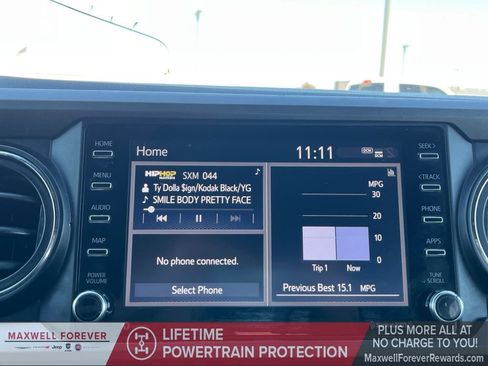 HOME
MENU
AUDIO
MAP
POWER
VOLUME
Home
11:11
DCM
HIPHOP
SXM 044
Ty Dolla $ign/Kodak Black/YG
SMILE BODY PRETTY FACE
No phone connected.
Select Phone
MPG
30
20
10
0
Trip 1 Now
Previous Best 15.1 MPG
SEEK>
<TRACK
PHONE
APPS
TUNE
SCROLL
MAXWELL FOREVER
Jeep
LIFETIME
POWERTRAIN PROTECTION
PLUS MORE ALL AT
NO CHARGE TO YOU!
MaxwellForeverRewards.com